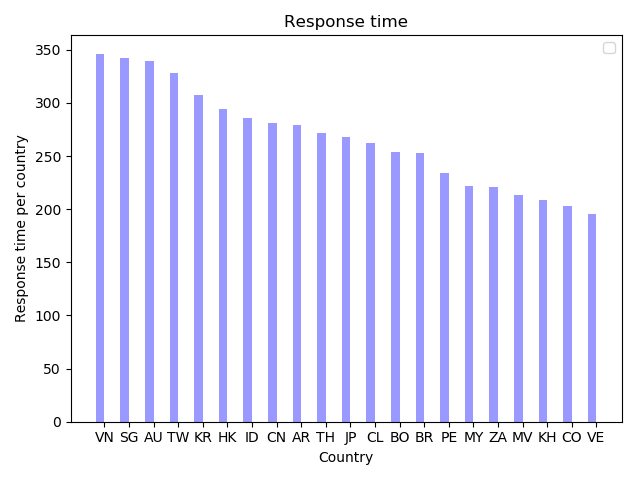 Response time
350
300
250
200
150
100
50
0
Response time per country
VN SG AU TW KR HK ID CN AR TH JP CL BO BR PE MY ZA MV KH CO VE
Country